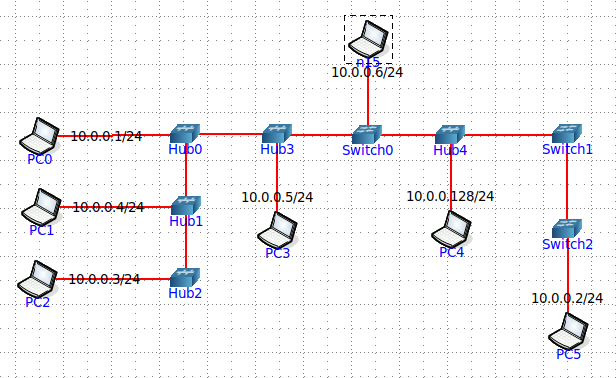 n15
10.0.0.6/24
10.0.0.1/24
PC0
Hub0
Hub3
Switch0
Hub4
Switch1
10.0.0.4/24
PC1
Hub1
10.0.0.5/24
PC3
10.0.0.128/24
PC4
Switch2
10.0.0.3/24
PC2
Hub2
10.0.0.2/24
PC5